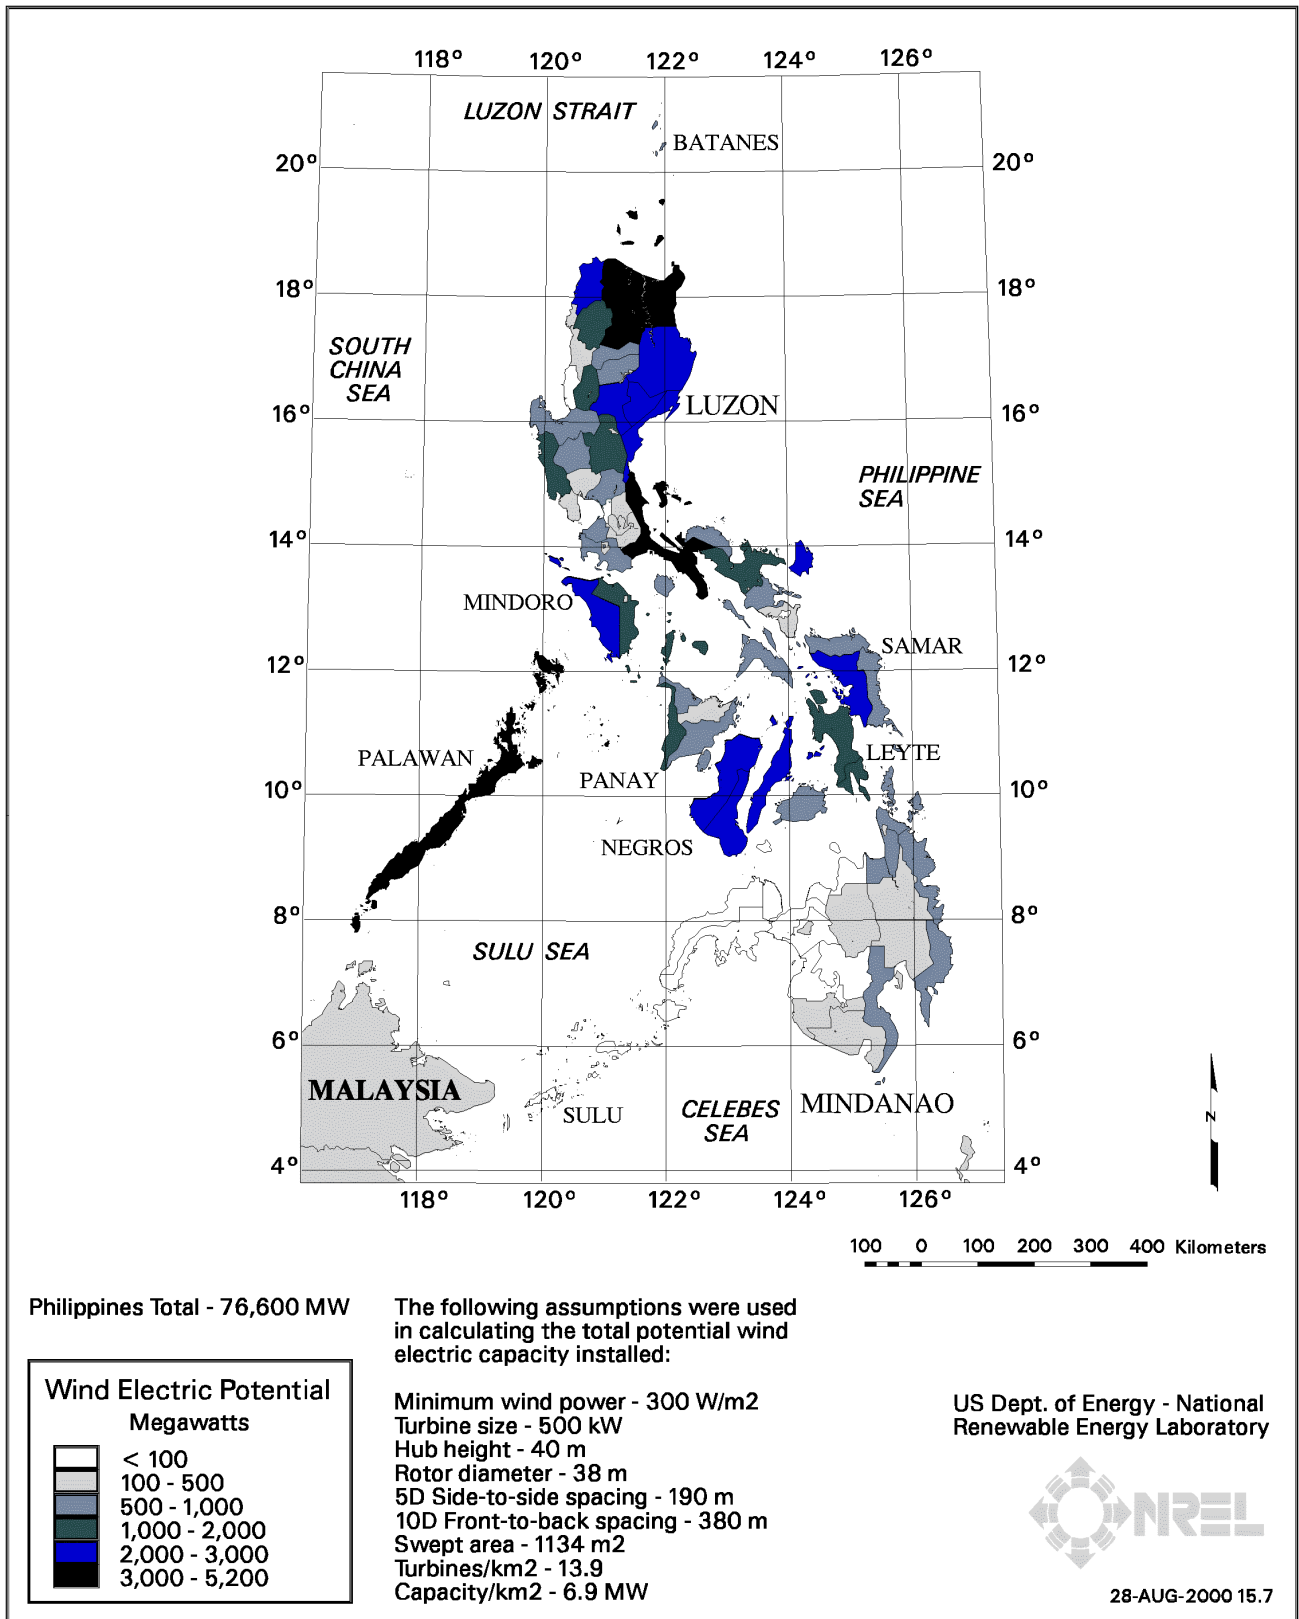 118° 120° 122° 124° 126°
LUZON STRAIT
BATANES
20° 20°
18° 18°
SOUTH
CHINA
SEA
LUZON
16° 16°
PHILIPPINE
SEA
14° 14°
MINDORO
SAMAR
12° 12°
PALAWAN
LEYTE
PANAY
10° 10°
NEGROS
8° 8°
SULU SEA
6° 6°
MALAYSIA
SULU
CELEBES
SEA
MINDANAO
N
4° 4°
118° 120° 122° 124° 126°
100 0 100 200 300 400 Kilometers
Philippines Total - 76,600 MW
The following assumptions were used
in calculating the total potential wind
electric capacity installed:
Minimum wind power - 300 W/m2
Turbine size - 500 kW
Hub height - 40 m
Rotor diameter - 38 m
5D Side-to-side spacing - 190 m
10D Front-to-back spacing - 380 m
Swept area - 1134 m2
Turbines/km2 - 13.9
Capacity/km2 - 6.9 MW
Wind Electric Potential
Megawatts
< 100
100 - 500
500 - 1,000
1,000 - 2,000
2,000 - 3,000
3,000 - 5,200
US Dept. of Energy - National
Renewable Energy Laboratory
NREL
28-AUG-2000 15.7